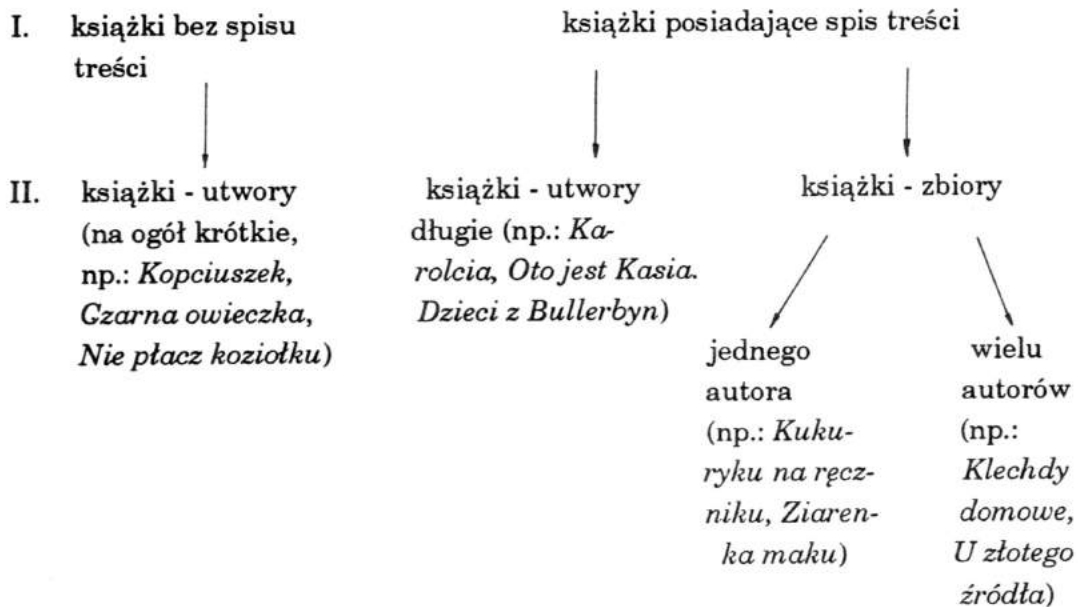 I. książki bez spisu
treści
książki posiadające spis treści
II. książki - utwory
(na ogół krótkie,
np.: Kopciuszek,
Czarna owieczka,
Nie płacz koziołku)
książki - utwory
długie (np.: Ka-
rolcia, Oto jest Kasia.
Dzieci z Bullerbyn)
książki - zbiory
jednego
autora
(np.: Kuku-
ryku na ręcz-
niku, Ziaren-
ka maku)
wielu
autorów
(np.:
Klechdy
domowe,
U złotego
źródła)